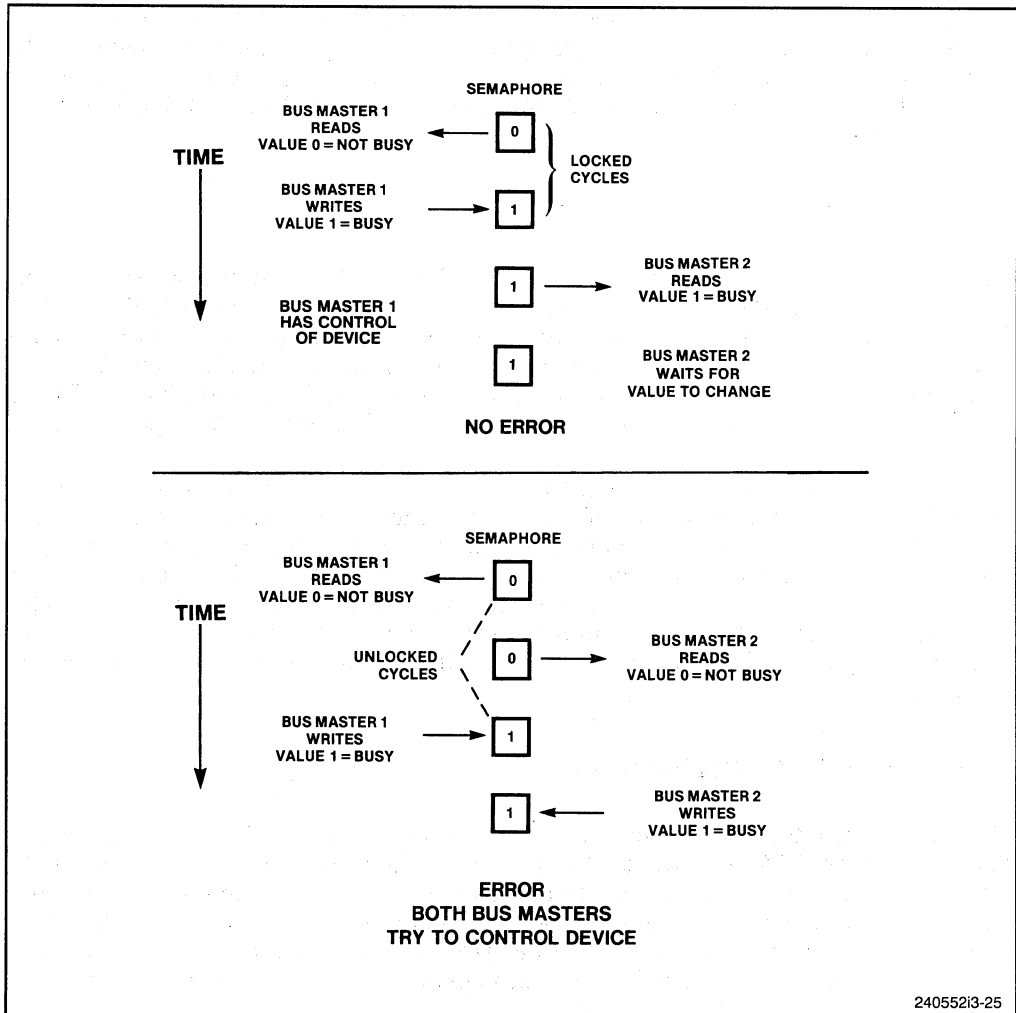 SEMAPHORE
BUS MASTER 1
READS
VALUE 0 = NOT BUSY
0
TIME
LOCKED
CYCLES
BUS MASTER 1
WRITES
VALUE 1 = BUSY
1
BUS MASTER 1
HAS CONTROL
OF DEVICE
1
BUS MASTER 2
READS
VALUE 1 = BUSY
1
BUS MASTER 2
WAITS FOR
VALUE TO CHANGE
NO ERROR
SEMAPHORE
BUS MASTER 1
READS
VALUE 0 = NOT BUSY
0
TIME
UNLOCKED
CYCLES
0
BUS MASTER 2
READS
VALUE 0 = NOT BUSY
BUS MASTER 1
WRITES
VALUE 1 = BUSY
1
1
BUS MASTER 2
WRITES
VALUE 1 = BUSY
ERROR
BOTH BUS MASTERS
TRY TO CONTROL DEVICE
240552i3-25